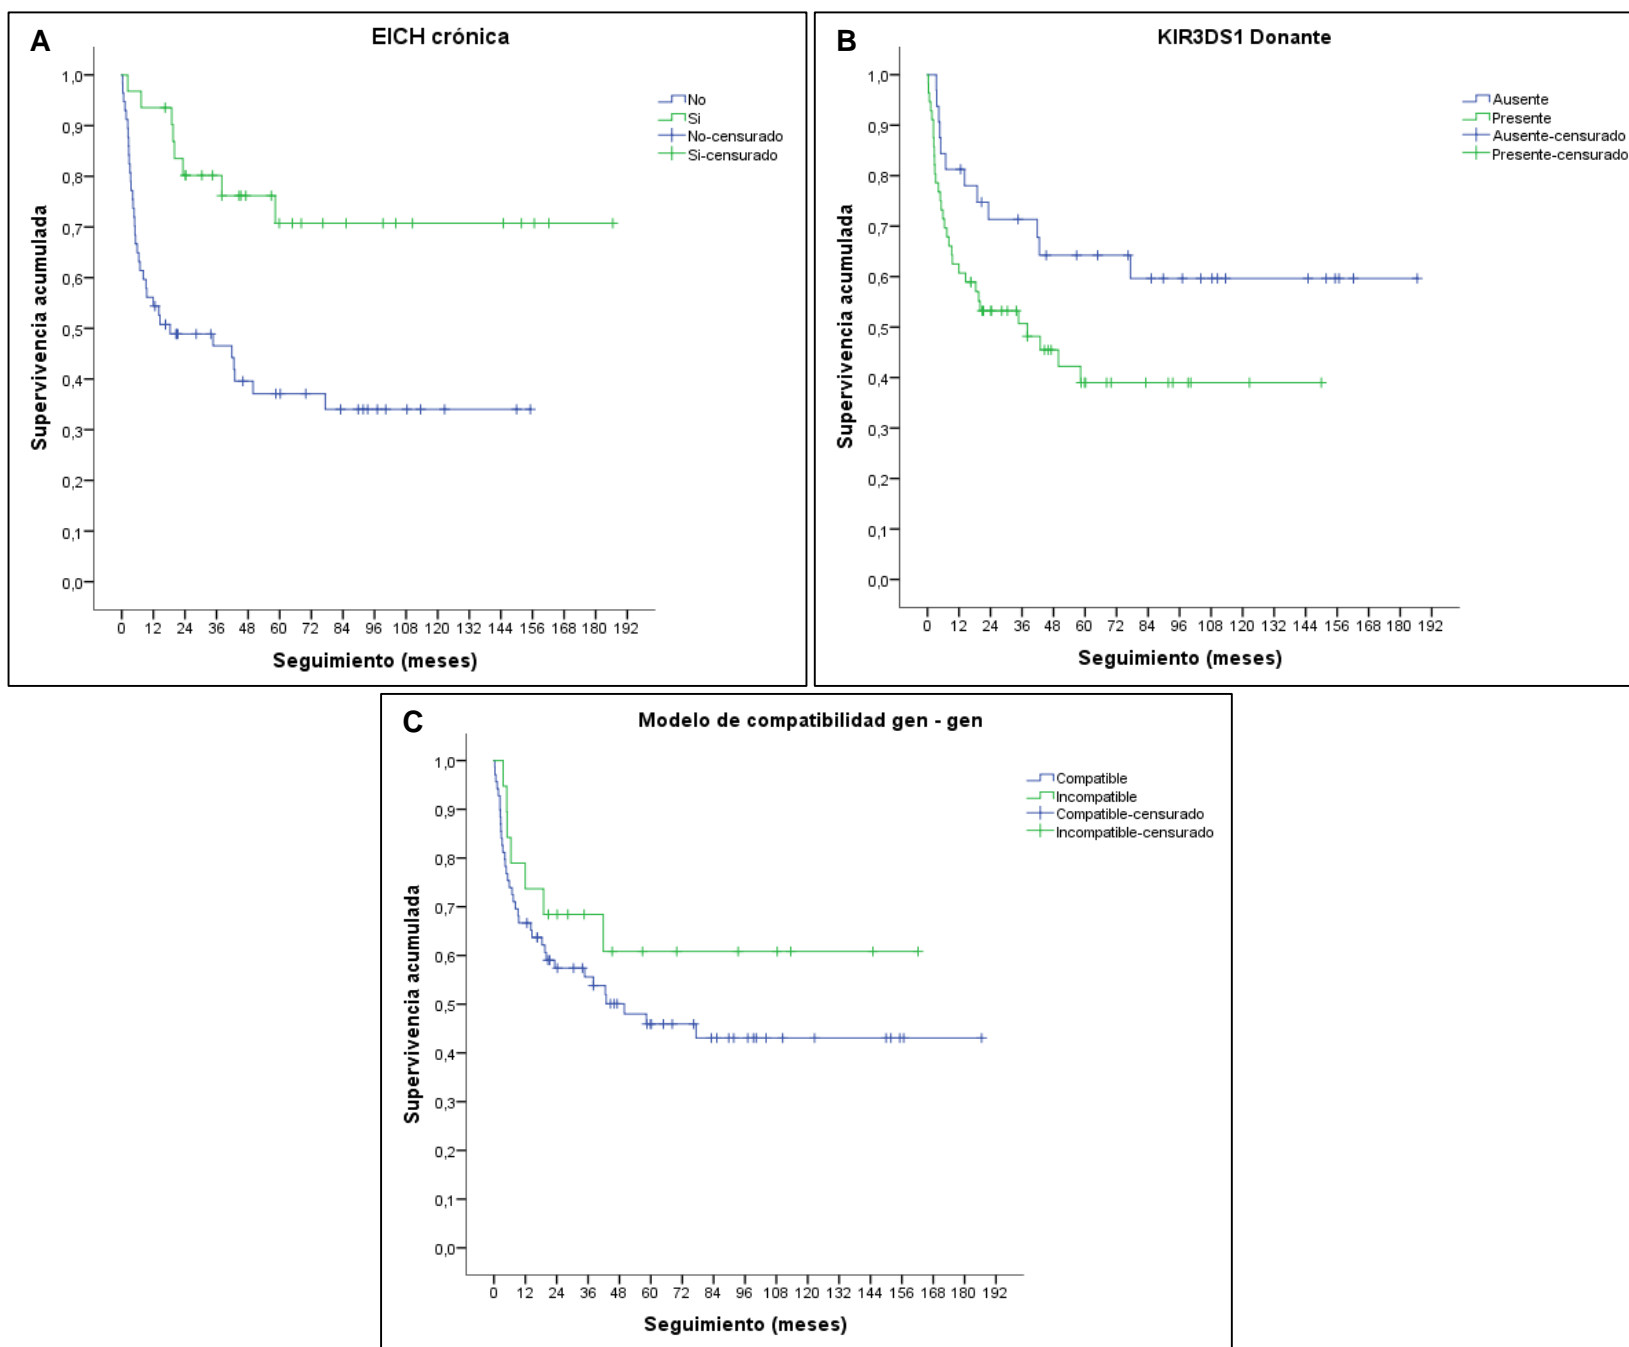 A
EICH crónica
No
Si
No-censurado
Si-censurado
Supervivencia acumulada
1,0
0,9
0,8
0,7
0,6
0,5
0,4
0,3
0,2
0,1
0,0
0 12 24 36 48 60 72 84 96 108 120 132 144 156 168 180 192
Seguimiento (meses)
B
KIR3DS1 Donante
Ausente
Presente
Ausente-censurado
Presente-censurado
Supervivencia acumulada
1,0
0,9
0,8
0,7
0,6
0,5
0,4
0,3
0,2
0,1
0,0
0 12 24 36 48 60 72 84 96 108 120 132 144 156 168 180 192
Seguimiento (meses)
C
Modelo de compatibilidad gen - gen
Compatible
Incompatible
Compatible-censurado
Incompatible-censurado
Supervivencia acumulada
1,0
0,9
0,8
0,7
0,6
0,5
0,4
0,3
0,2
0,1
0,0
0 12 24 36 48 60 72 84 96 108 120 132 144 156 168 180 192
Seguimiento (meses)